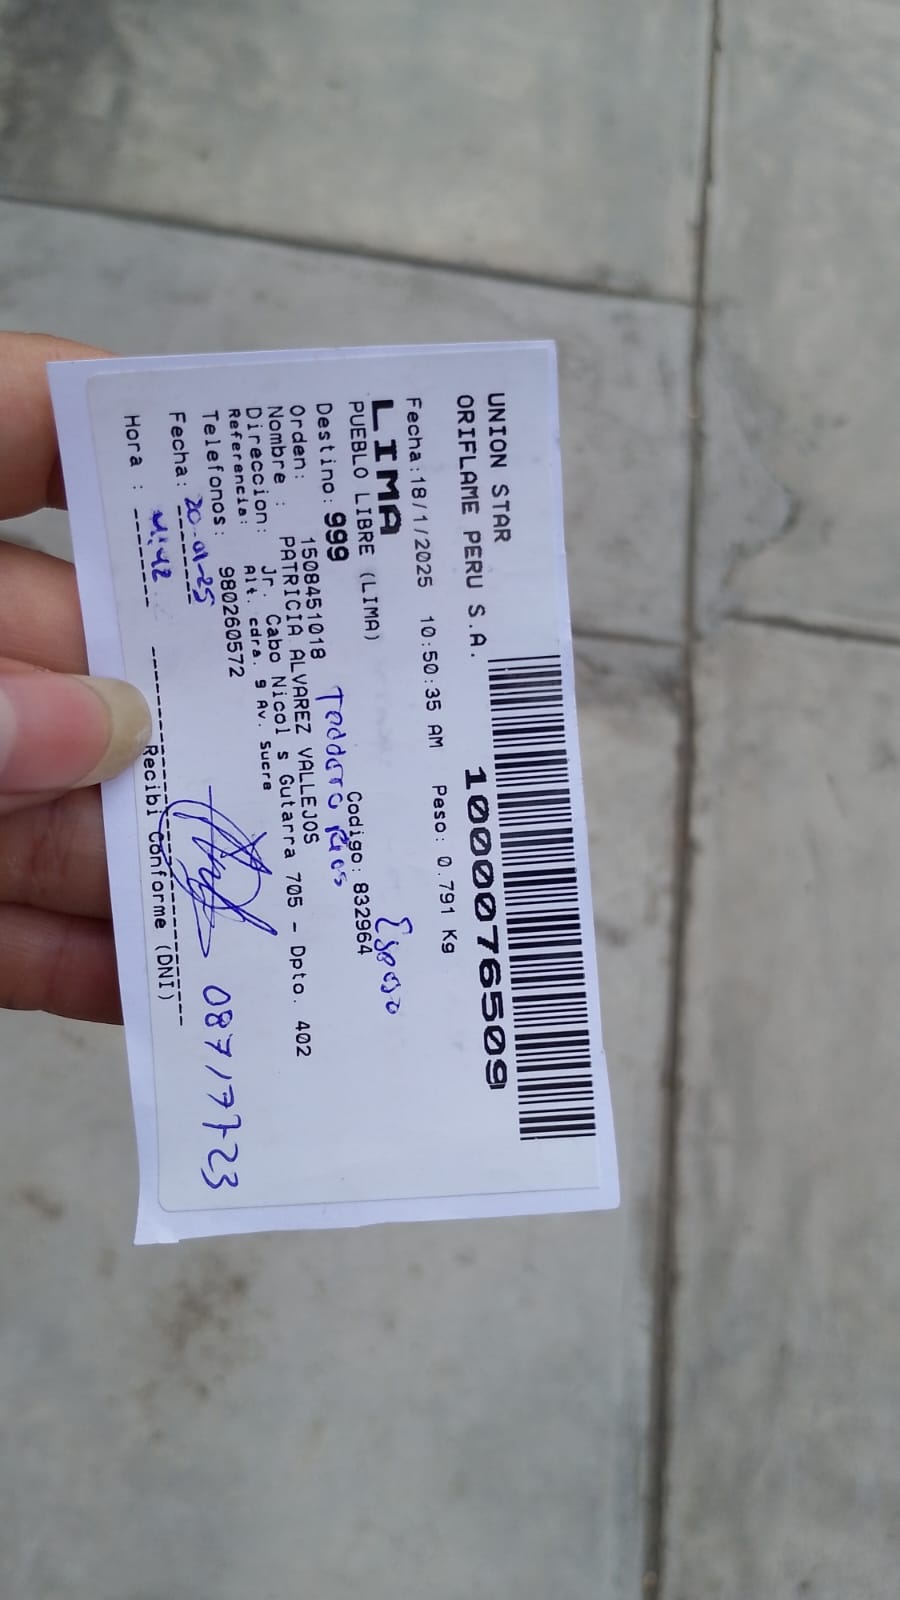 UNION STAR
ORIFLAME PERU S.A.
1000076509
Fecha:18/1/2025 10:50:35 AM Peso: 0.791 Kg
LIMA
PUEBLO LIBRE (LIMA)
Esposo
Destino: 999 Codigo: 832964
Orden: 1508451018
Nombre : PATRICIA ALVAREZ VALLEJOS
Direccion: Jr. Cabo Nicol s Gutarra 705 - Dpto. 402
Referencia: Alt. cdra. 9 Av. Sucre
Telefonos: 980260572
Fecha: 20-01-25
08717723
Hora :
Recibi Conforme (DNI)